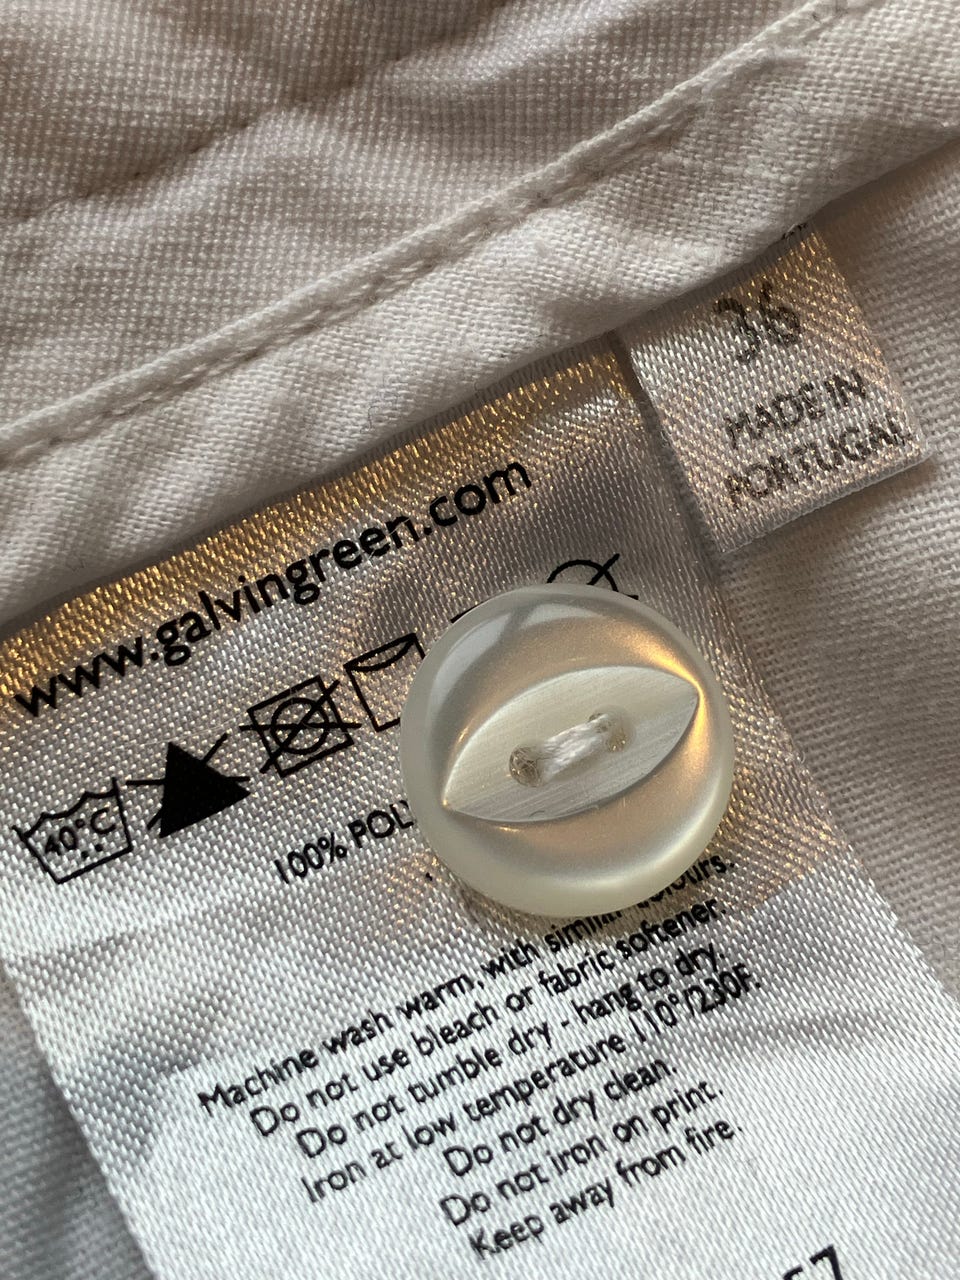 36
MADE IN
PORTUGAL
www.galvingreen.com
40°C
100% POL
Machine wash warm, with similar colours.
Do not use bleach or fabric softener.
Do not tumble dry - hang to dry.
Iron at low temperature 110°/230F.
Do not dry clean.
Do not iron on print.
Keep away from fire.